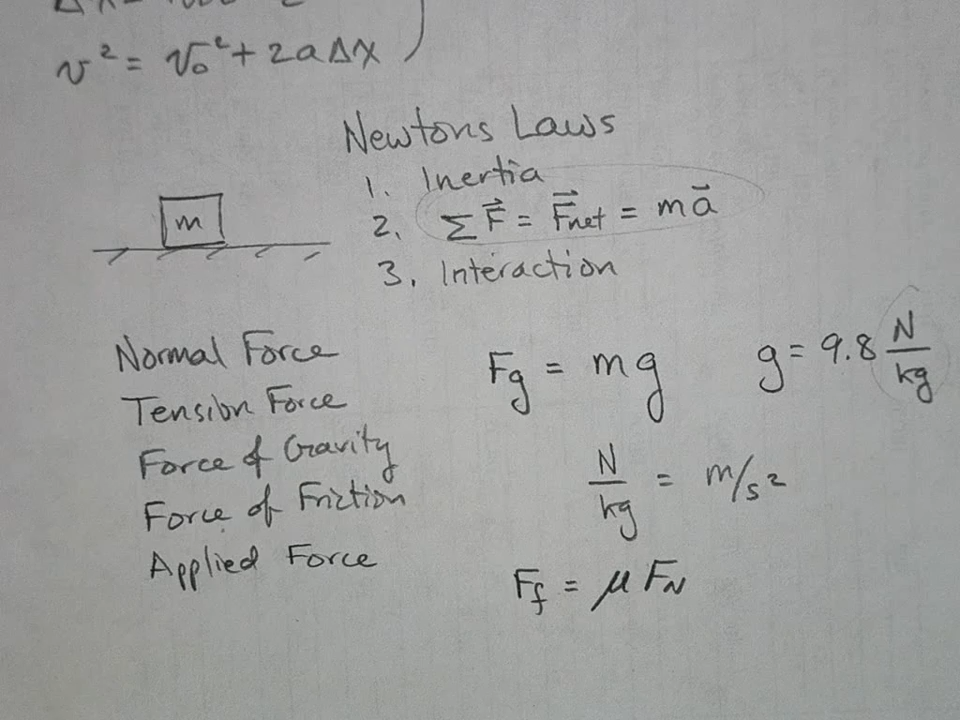 v² = v₀² + 2aΔx
Newtons Laws
1. Inertia
2. ΣF⃗ = F⃗net = ma⃗
3. Interaction
m
Normal Force
Tension Force
Force of Gravity
Force of Friction
Applied Force
Fg = mg
g = 9.8 N/kg
N/kg = m/s²
Ff = μFN